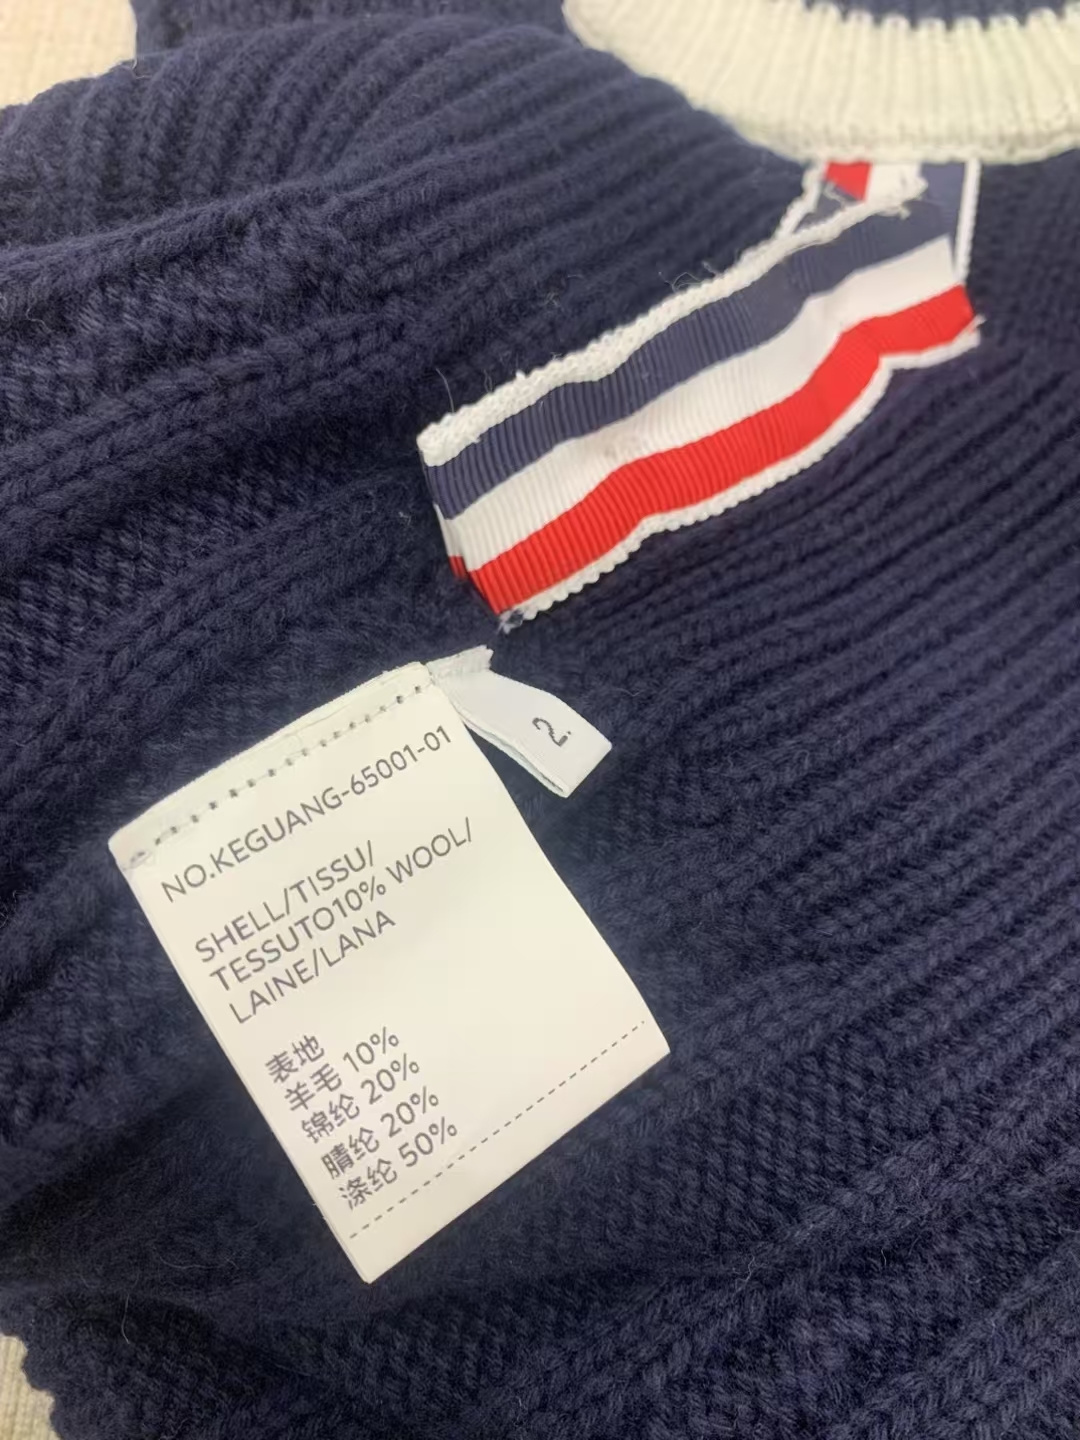 2.
NO.KEGUANG-65001-01
SHELL/TISSU/
TESSUTO10% WOOL/
LAINE/LANA
表地
羊毛 10%
锦纶 20%
腈纶 20%
涤纶 50%